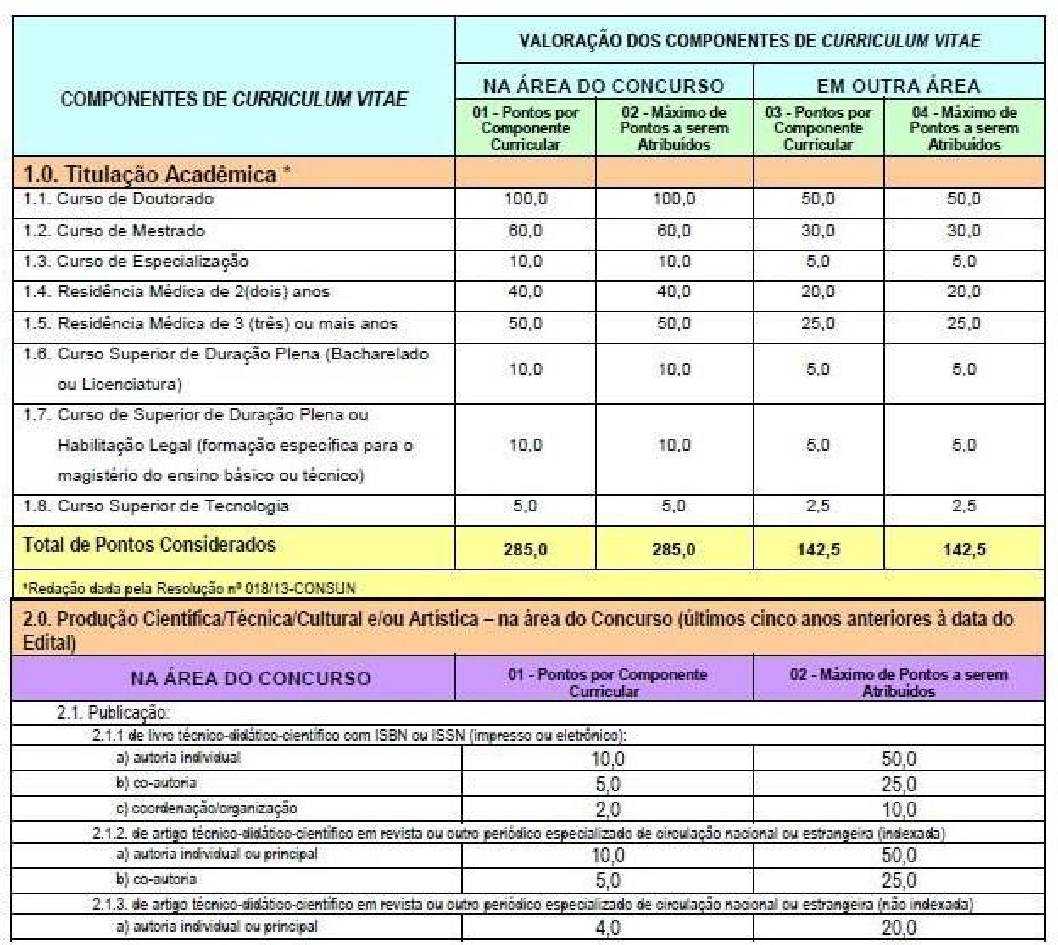 VALORAÇÃO DOS COMPONENTES DE CURRICULUM VITAE
COMPONENTES DE CURRICULUM VITAE
NA ÁREA DO CONCURSO EM OUTRA ÁREA
01 - Pontos por Componente Curricular 02 - Máximo de Pontos a serem Atribuídos 03 - Pontos por Componente Curricular 04 - Máximo de Pontos a serem Atribuídos
1.0. Titulação Acadêmica *
1.1. Curso de Doutorado 100,0 100,0 50,0 50,0
1.2. Curso de Mestrado 60,0 60,0 30,0 30,0
1.3. Curso de Especialização 10,0 10,0 5,0 5,0
1.4. Residência Médica de 2(dois) anos 40,0 40,0 20,0 20,0
1.5. Residência Médica de 3 (três) ou mais anos 50,0 50,0 25,0 25,0
1.6. Curso Superior de Duração Plena (Bacharelado
ou Licenciatura) 10,0 10,0 5,0 5,0
1.7. Curso de Superior de Duração Plena ou
Habilitação Legal (formação específica para o 10,0 10,0 5,0 5,0
magistério do ensino básico ou técnico)
1.8. Curso Superior de Tecnologia 5,0 5,0 2,5 2,5
Total de Pontos Considerados 285,0 285,0 142,5 142,5
*Redação dada pela Resolução nº 018/13-CONSUN
2.0. Produção Científica/Técnica/Cultural e/ou Artística – na área do Concurso (últimos cinco anos anteriores à data do
Edital)
NA ÁREA DO CONCURSO 01 - Pontos por Componente Curricular 02 - Máximo de Pontos a serem Atribuídos
2.1. Publicação:
2.1.1 de livro técnico-didático-científico com ISBN ou ISSN (impresso ou eletrônico):
a) autoria individual 10,0 50,0
b) co-autoria 5,0 25,0
c) coordenação/organização 2,0 10,0
2.1.2. de artigo técnico-didático-científico em revista ou outro periódico especializado de circulação nacional ou estrangeira (indexada)
a) autoria individual ou principal 10,0 50,0
b) co-autoria 5,0 25,0
2.1.3. de artigo técnico-didático-científico em revista ou outro periódico especializado de circulação nacional ou estrangeira (não indexada)
a) autoria individual ou principal 4,0 20,0